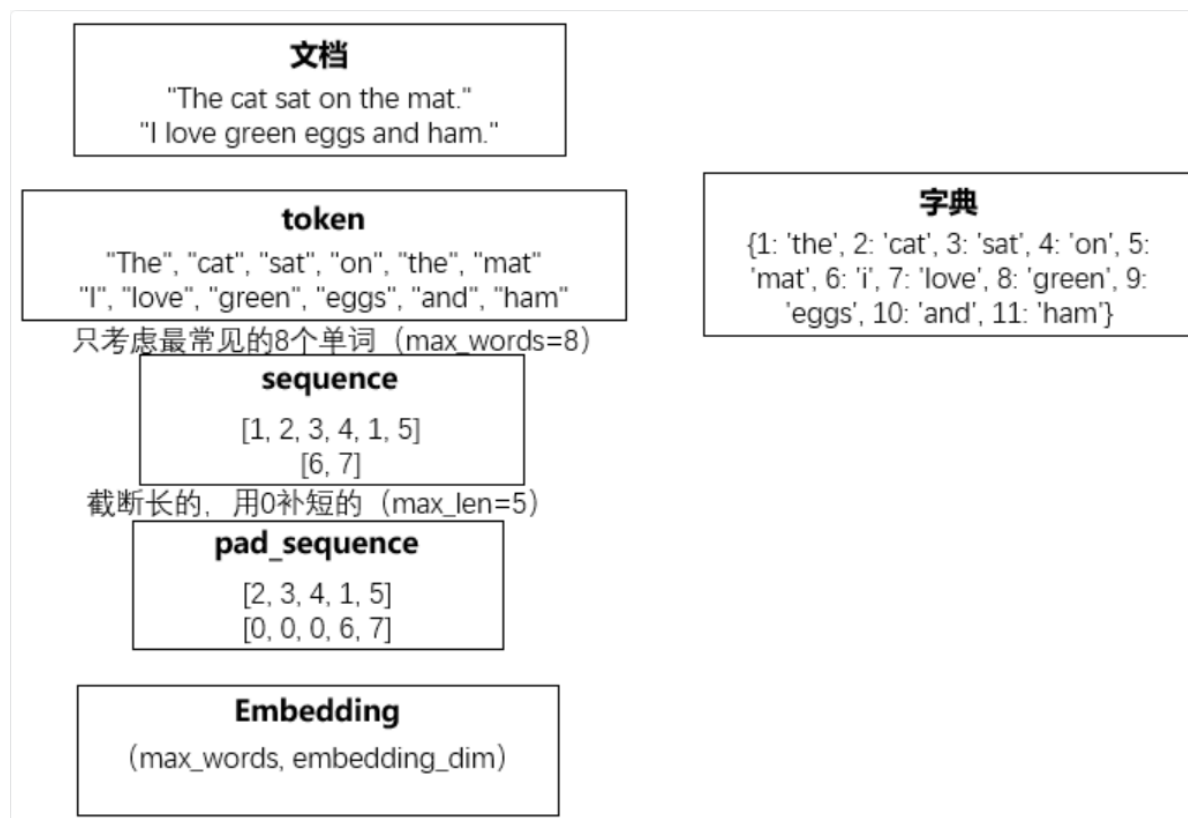 文档
"The cat sat on the mat."
"I love green eggs and ham."
token
"The", "cat", "sat", "on", "the", "mat"
"I", "love", "green", "eggs", "and", "ham"
只考虑最常见的8个单词（max_words=8）
sequence
[1, 2, 3, 4, 1, 5]
[6, 7]
截断长的，用0补短的（max_len=5）
pad_sequence
[2, 3, 4, 1, 5]
[0, 0, 0, 6, 7]
Embedding
（max_words, embedding_dim）
字典
{1: 'the', 2: 'cat', 3: 'sat', 4: 'on', 5:
'mat', 6: 'i', 7: 'love', 8: 'green', 9:
'eggs', 10: 'and', 11: 'ham'}